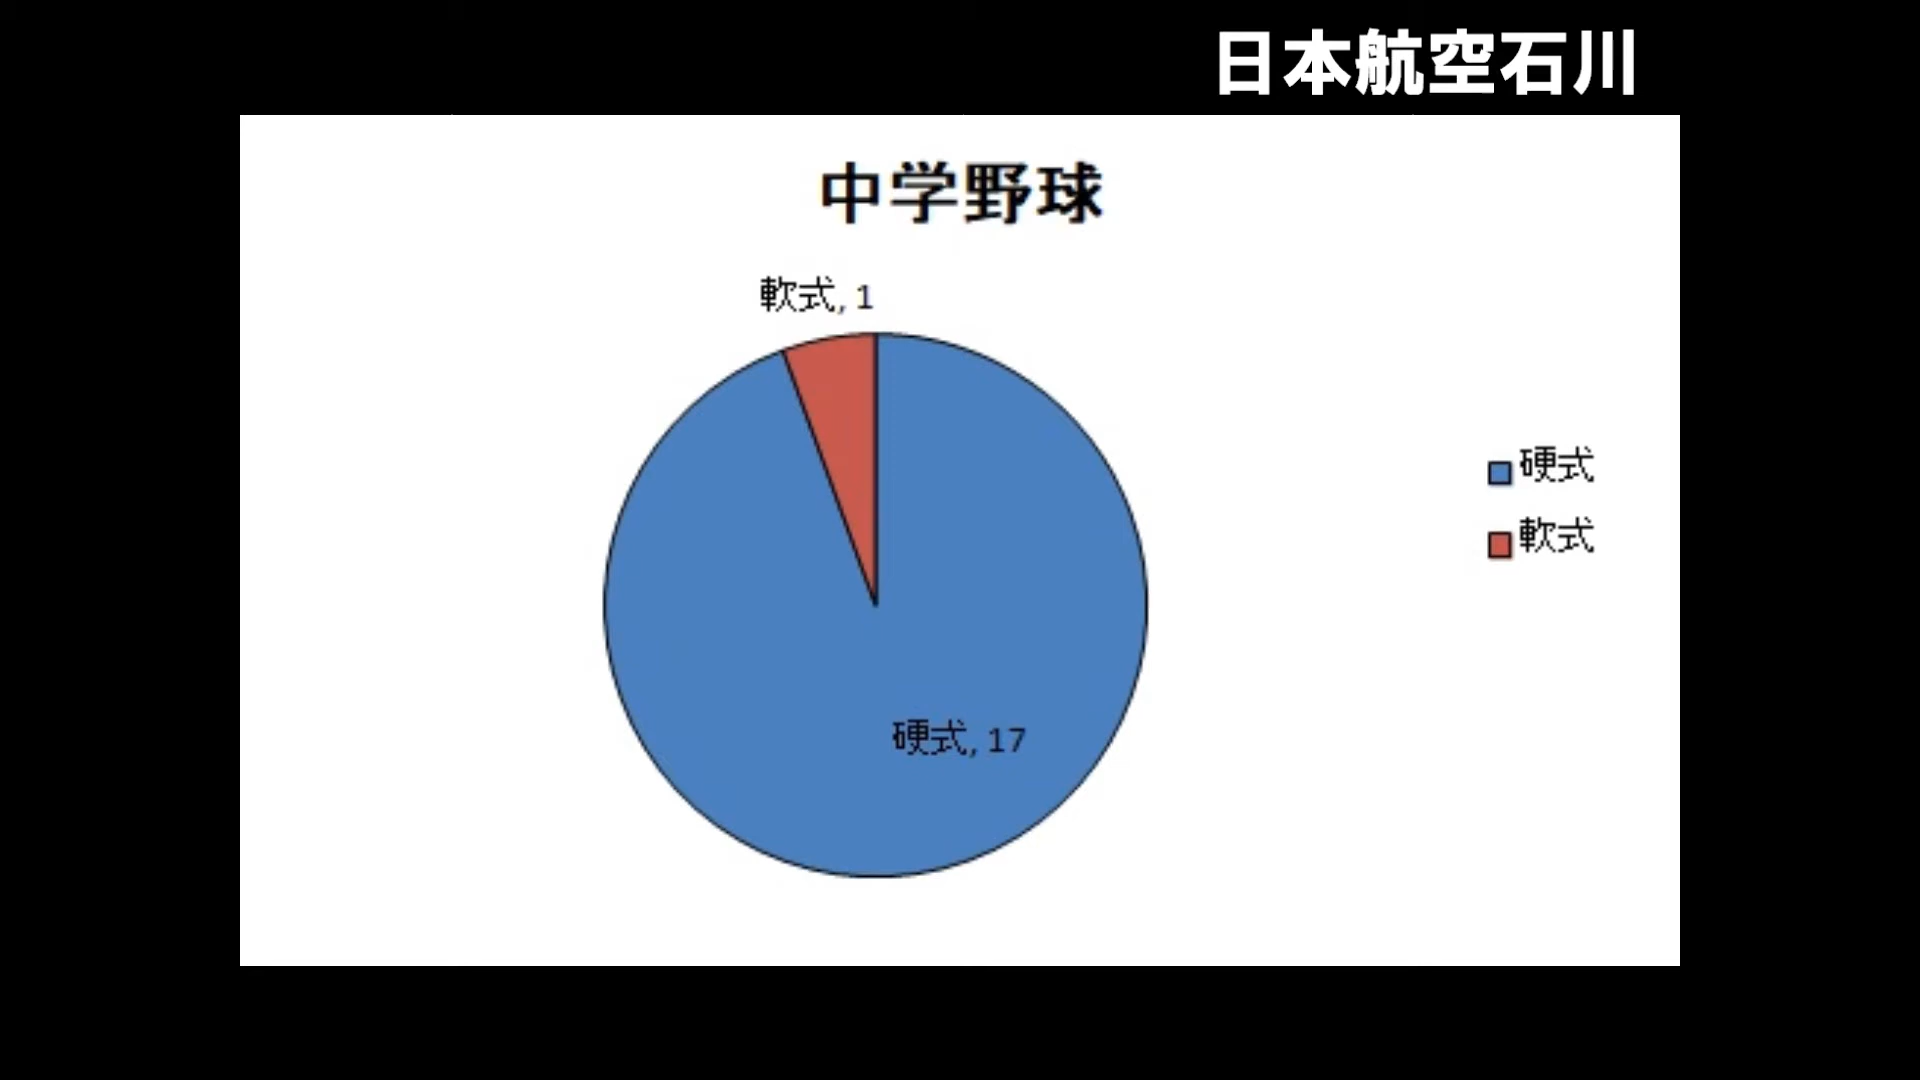 日本航空石川
中学野球
軟式, 1
硬式
軟式
硬式, 17